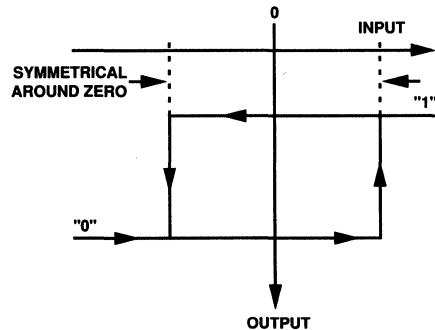 0
INPUT
SYMMETRICAL
AROUND ZERO
"1"
"0"
OUTPUT